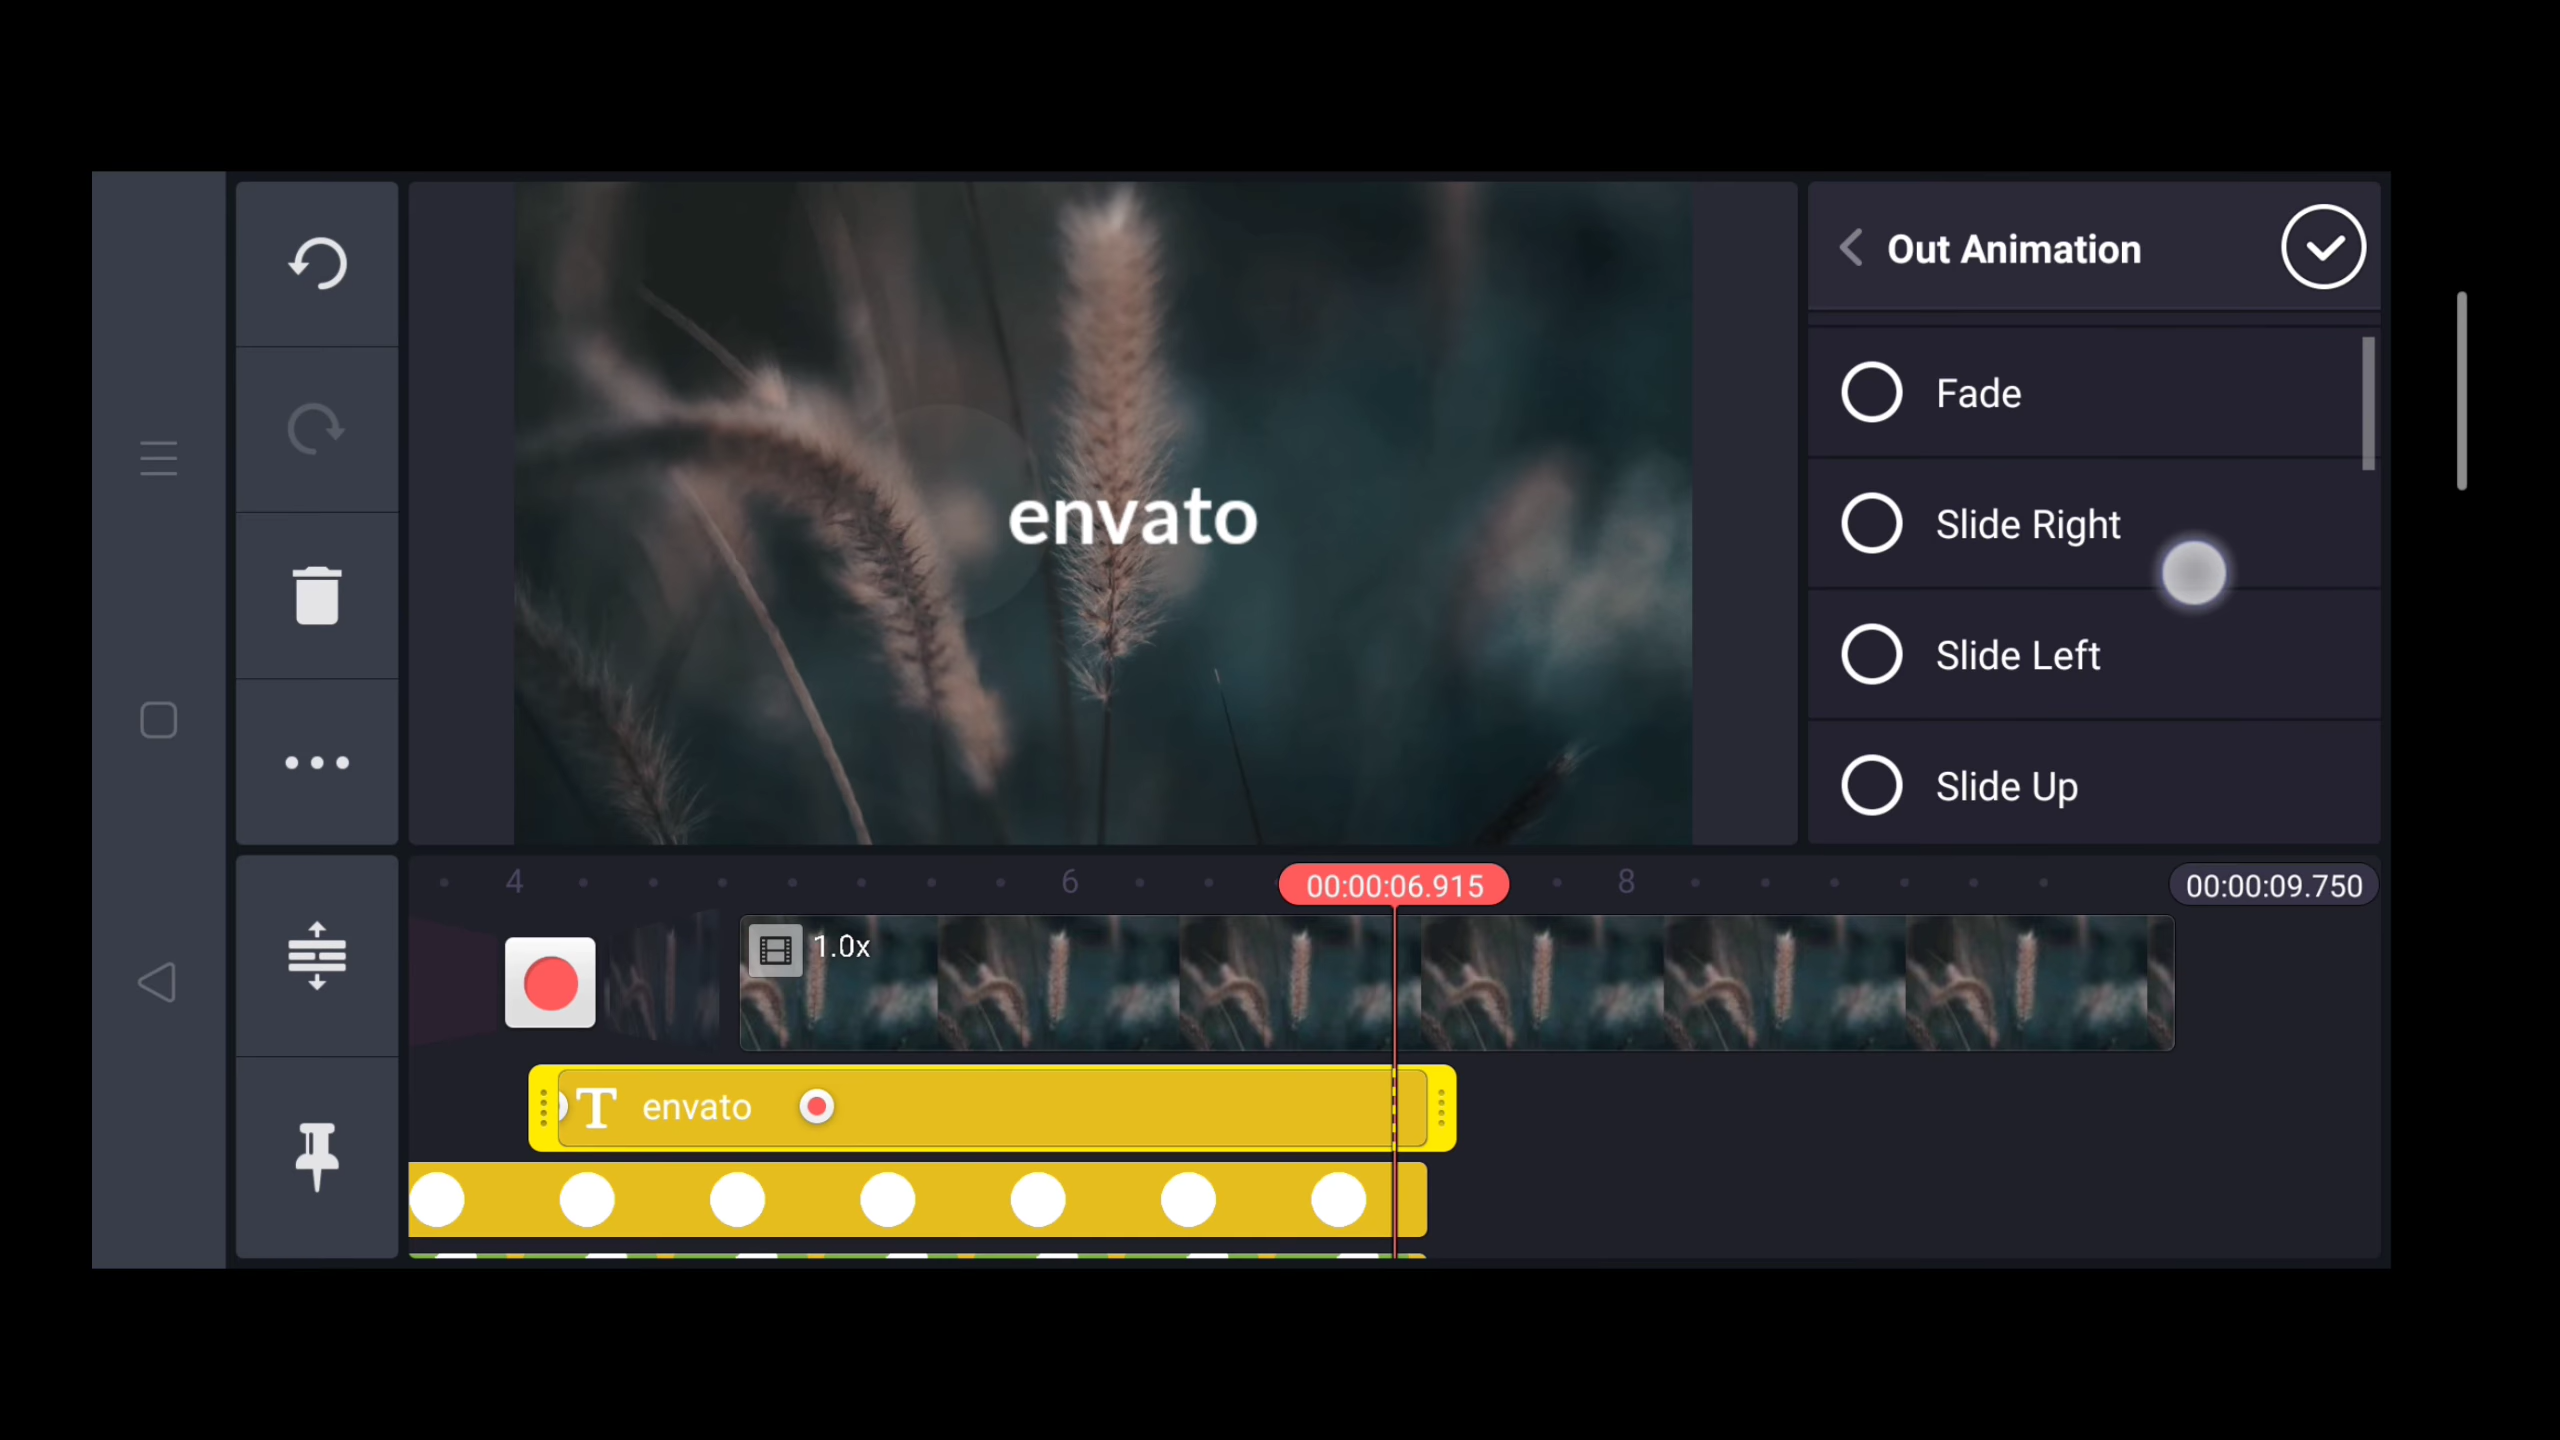 Out Animation
Fade
Slide Right
envato
Slide Left
Slide Up
4
6
00:00:06.915
8
00:00:09.750
1.0x
T envato